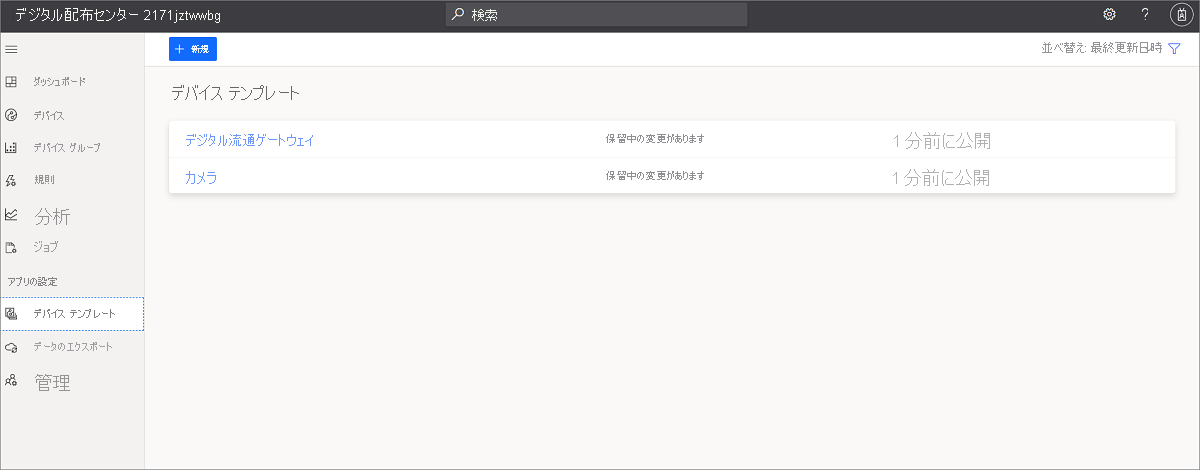 デジタル配布センター 2171jztwwbg
検索
?
新規
並べ替え: 最終更新日時
ダッシュボード
デバイス
デバイス グループ
規則
分析
ジョブ
アプリの設定
デバイス テンプレート
データのエクスポート
管理
デバイス テンプレート
デジタル流通ゲートウェイ 保留中の変更があります 1 分前に公開
カメラ 保留中の変更があります 1 分前に公開